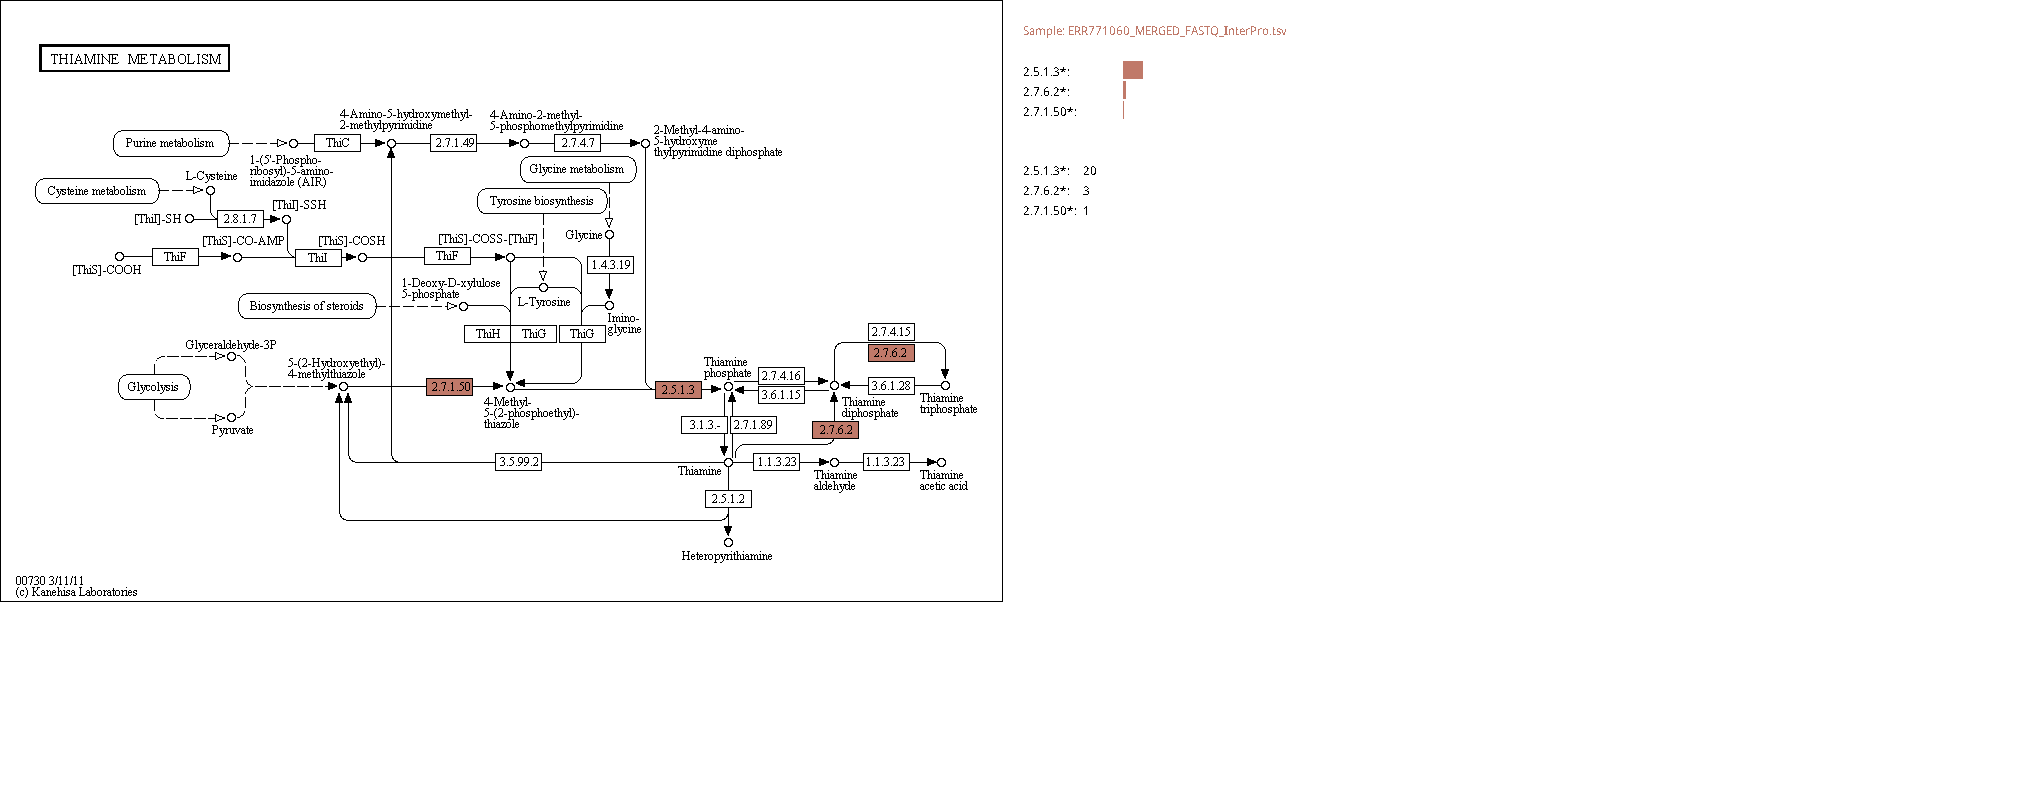 Sample: ERR771060_MERGED_FASTQ_InterPro.tsv
THIAMINE METABOLISM
2.5.1.3*:
2.7.6.2*:
2.7.1.50*:
2.5.1.3*: 20
2.7.6.2*: 3
2.7.1.50*: 1
4-Amino-5-hydroxymethyl-
2-methylpyrimidine
4-Amino-2-methyl-
5-phosphomethylpyrimidine
2-Methyl-4-amino-
5-hydroxyme
thylpyrimidine diphosphate
Purine metabolism
ThiC
2.7.1.49
2.7.4.7
1-(5'-Phospho-
ribosyl)-5-amino-
imidazole (AIR)
Glycine metabolism
L-Cysteine
Cysteine metabolism
Tyrosine biosynthesis
[ThiI]-SSH
[ThiI]-SH
2.8.1.7
Glycine
[ThiS]-CO-AMP
[ThiS]-COSH
[ThiS]-COSS-[ThiF]
ThiF
ThiI
ThiF
[ThiS]-COOH
1.4.3.19
1-Deoxy-D-xylulose
5-phosphate
L-Tyrosine
Biosynthesis of steroids
Imino-
glycine
ThiH
ThiG
ThiG
2.7.4.15
2.7.6.2
Glyceraldehyde-3P
5-(2-Hydroxyethyl)-
4-methylthiazole
Thiamine
phosphate
2.7.4.16
Glycolysis
2.7.1.50
2.5.1.3
3.6.1.15
3.6.1.28
4-Methyl-
5-(2-phosphoethyl)-
thiazole
Thiamine
diphosphate
Thiamine
triphosphate
Pyruvate
3.1.3.-
2.7.1.89
2.7.6.2
3.5.99.2
Thiamine
1.1.3.23
1.1.3.23
Thiamine
aldehyde
Thiamine
acetic acid
2.5.1.2
Heteropyrithiamine
00730 3/11/11
(c) Kanehisa Laboratories